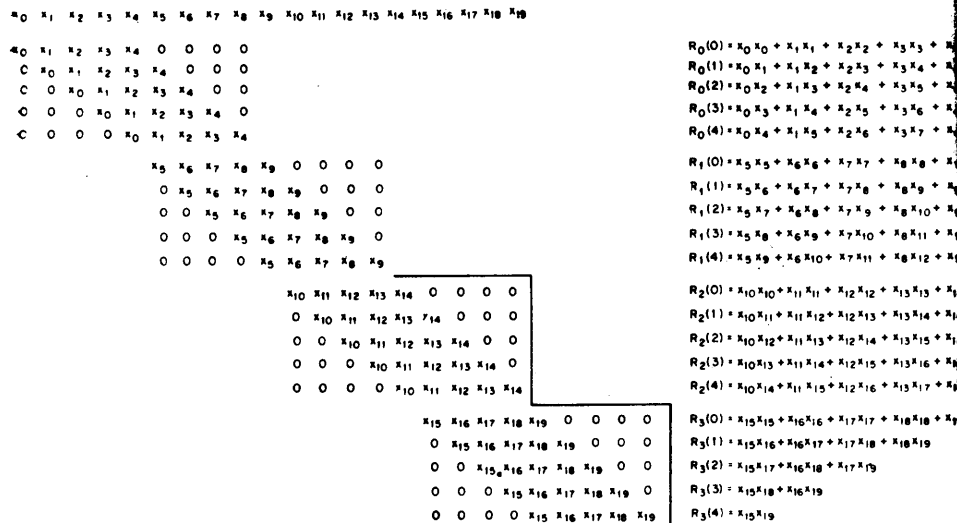 x0 x1 x2 x3 x4 x5 x6 x7 x8 x9 x10 x11 x12 x13 x14 x15 x16 x17 x18 x19
x0 x1 x2 x3 x4 0 0 0 0 R0(0) = x0x0 + x1x1 + x2x2 + x3x3 +
0 x0 x1 x2 x3 x4 0 0 0 R0(1) = x0x1 + x1x2 + x2x3 + x3x4 +
0 0 x0 x1 x2 x3 x4 0 0 R0(2) = x0x2 + x1x3 + x2x4 + x3x5 +
0 0 0 x0 x1 x2 x3 x4 0 R0(3) = x0x3 + x1x4 + x2x5 + x3x6 +
0 0 0 0 x0 x1 x2 x3 x4 R0(4) = x0x4 + x1x5 + x2x6 + x3x7 +
x5 x6 x7 x8 x9 0 0 0 0 R1(0) = x5x5 + x6x6 + x7x7 + x8x8 +
0 x5 x6 x7 x8 x9 0 0 0 R1(1) = x5x6 + x6x7 + x7x8 + x8x9 +
0 0 x5 x6 x7 x8 x9 0 0 R1(2) = x5x7 + x6x8 + x7x9 + x8x10 +
0 0 0 x5 x6 x7 x8 x9 0 R1(3) = x5x8 + x6x9 + x7x10 + x8x11 +
0 0 0 0 x5 x6 x7 x8 x9 R1(4) = x5x9 + x6x10 + x7x11 + x8x12 +
x10 x11 x12 x13 x14 0 0 0 0 R2(0) = x10x10 + x11x11 + x12x12 + x13x13 +
0 x10 x11 x12 x13 x14 0 0 0 R2(1) = x10x11 + x11x12 + x12x13 + x13x14 +
0 0 x10 x11 x12 x13 x14 0 0 R2(2) = x10x12 + x11x13 + x12x14 + x13x15 +
0 0 0 x10 x11 x12 x13 x14 0 R2(3) = x10x13 + x11x14 + x12x15 + x13x16 +
0 0 0 0 x10 x11 x12 x13 x14 R2(4) = x10x14 + x11x15 + x12x16 + x13x17 +
x15 x16 x17 x18 x19 0 0 0 0 R3(0) = x15x15 + x16x16 + x17x17 + x18x18 +
0 x15 x16 x17 x18 x19 0 0 0 R3(1) = x15x16 + x16x17 + x17x18 + x18x19
0 0 x15 x16 x17 x18 x19 0 0 R3(2) = x15x17 + x16x18 + x17x19
0 0 0 x15 x16 x17 x18 x19 0 R3(3) = x15x18 + x16x19
0 0 0 0 x15 x16 x17 x18 x19 R3(4) = x15x19